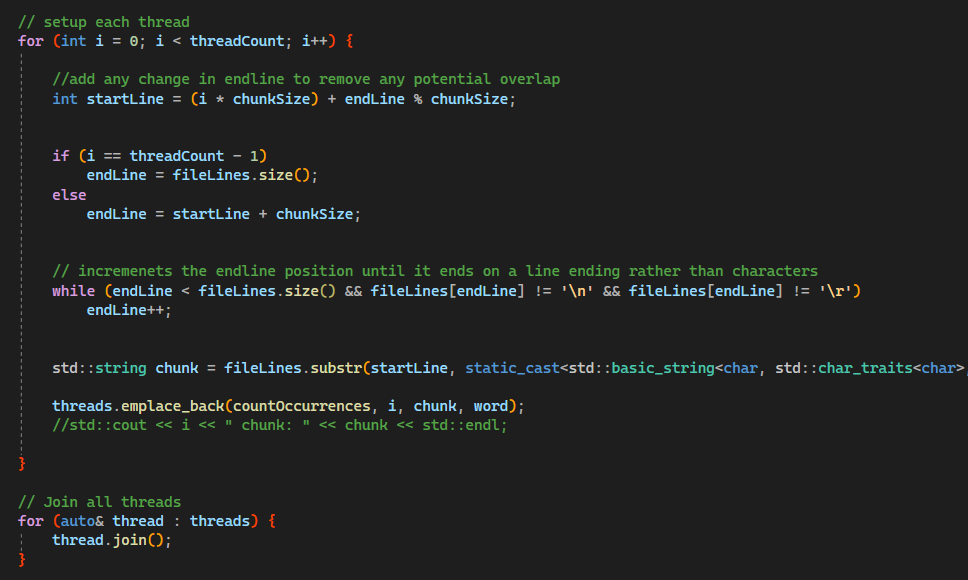 // setup each thread
for (int i = 0; i < threadCount; i++) {
//add any change in endline to remove any potential overlap
int startLine = (i * chunkSize) + endLine % chunkSize;
if (i == threadCount - 1)
endLine = fileLines.size();
else
endLine = startLine + chunkSize;
// incremenets the endline position until it ends on a line ending rather than characters
while (endLine < fileLines.size() && fileLines[endLine] != '\n' && fileLines[endLine] != '\r')
endLine++;
std::string chunk = fileLines.substr(startLine, static_cast<std::basic_string<char, std::char_traits<char>,
threads.emplace_back(countOccurrences, i, chunk, word);
//std::cout << i << " chunk: " << chunk << std::endl;
}
// Join all threads
for (auto& thread : threads) {
thread.join();
}